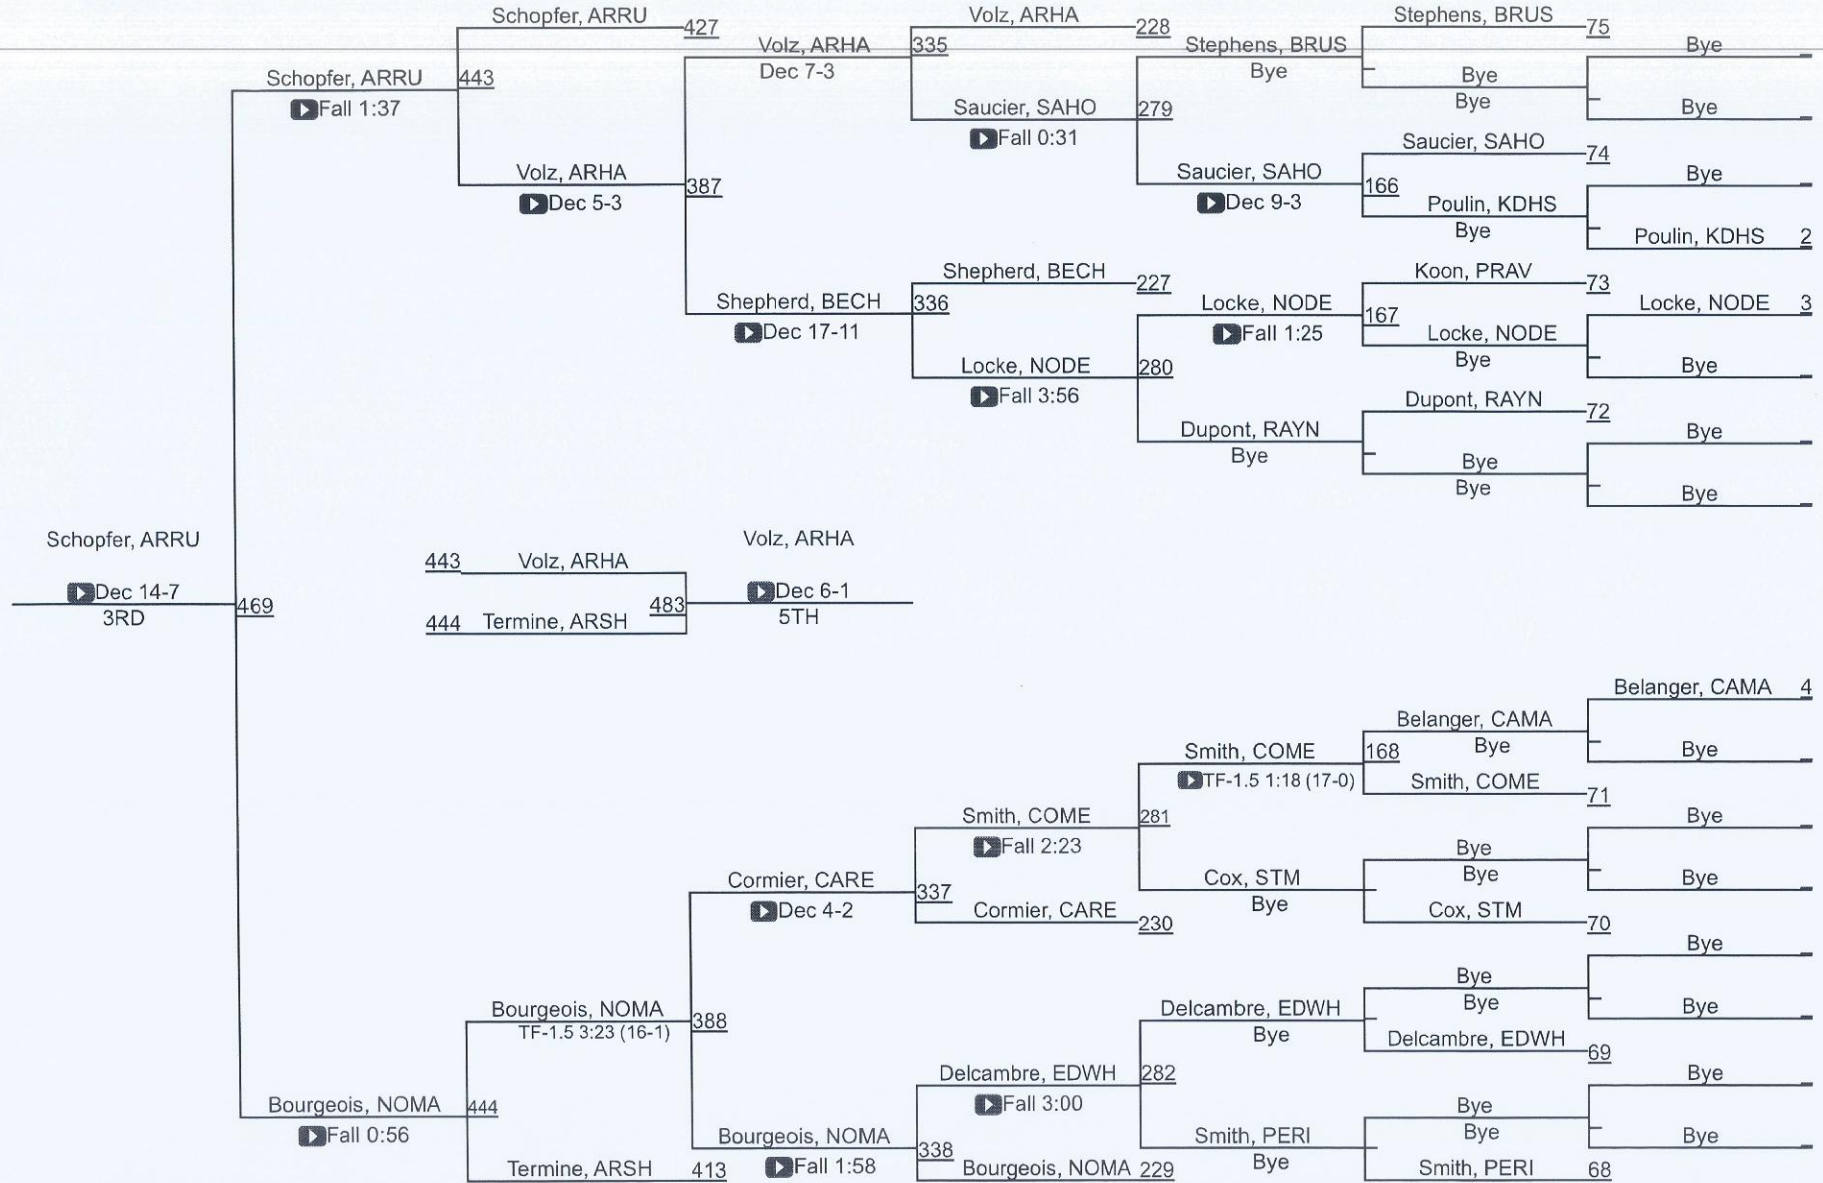 Schopfer, ARRU
427
Volz, ARHA
228
Stephens, BRUS
75
Bye
Volz, ARHA
335
Dec 7-3
Stephens, BRUS
Bye
Schopfer, ARRU
443
Fall 1:37
Bye
Bye
Bye
Saucier, SAHO
279
Fall 0:31
Saucier, SAHO
74
Bye
Volz, ARHA
387
Dec 5-3
Saucier, SAHO
166
Dec 9-3
Poulin, KDHS
Bye
Poulin, KDHS 2
Shepherd, BECH
227
Koon, PRAV
73
Shepherd, BECH
336
Dec 17-11
Locke, NODE
167
Fall 1:25
Locke, NODE 3
Locke, NODE
Bye
Bye
Locke, NODE
280
Fall 3:56
Dupont, RAYN
72
Dupont, RAYN
Bye
Bye
Bye
Bye
Bye
Schopfer, ARRU
Dec 14-7
3RD
469
443 Volz, ARHA
444 Termine, ARSH
483
Volz, ARHA
Dec 6-1
5TH
Belanger, CAMA 4
Belanger, CAMA
Bye
Bye
Smith, COME
168
TF-1.5 1:18 (17-0)
Smith, COME
71
Smith, COME
281
Fall 2:23
Bye
Bye
Bye
Bye
Cormier, CARE
337
Dec 4-2
Cox, STM
Bye
Cormier, CARE
230
Cox, STM
70
Bye
Bye
Bye
Bye
Bourgeois, NOMA
388
TF-1.5 3:23 (16-1)
Delcambre, EDWH
Bye
Delcambre, EDWH
69
Delcambre, EDWH
282
Fall 3:00
Bye
Bourgeois, NOMA
444
Fall 0:56
Bye
Bye
Bye
Bourgeois, NOMA
338
Fall 1:58
Smith, PERI
Bye
Termine, ARSH 413
Bourgeois, NOMA 229
Smith, PERI 68